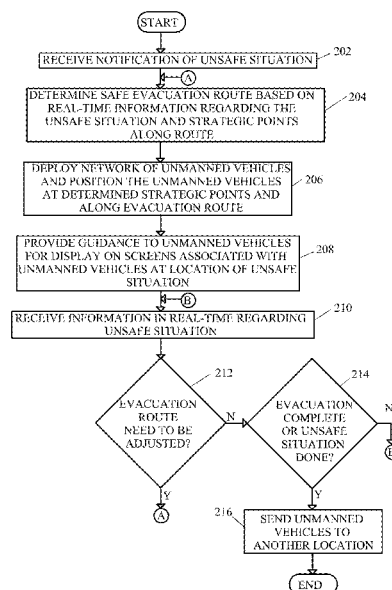 START
RECEIVE NOTIFICATION OF UNSAFE SITUATION
202
A
DETERMINE SAFE EVACUATION ROUTE BASED ON
REAL-TIME INFORMATION REGARDING THE
UNSAFE SITUATION AND STRATEGIC POINTS
ALONG ROUTE
204
DEPLOY NETWORK OF UNMANNED VEHICLES
AND POSITION THE UNMANNED VEHICLES
AT DETERMINED STRATEGIC POINTS AND
ALONG EVACUATION ROUTE
206
PROVIDE GUIDANCE TO UNMANNED VEHICLES
FOR DISPLAY ON SCREENS ASSOCIATED WITH
UNMANNED VEHICLES AT LOCATION OF UNSAFE
SITUATION
208
B
210
RECEIVE INFORMATION IN REAL-TIME REGARDING
UNSAFE SITUATION
212
EVACUATION
ROUTE
NEED TO BE
ADJUSTED?
N
Y
A
214
EVACUATION
COMPLETE
OR UNSAFE
SITUATION
DONE?
N
Y
216
SEND UNMANNED
VEHICLES TO
ANOTHER LOCATION
END